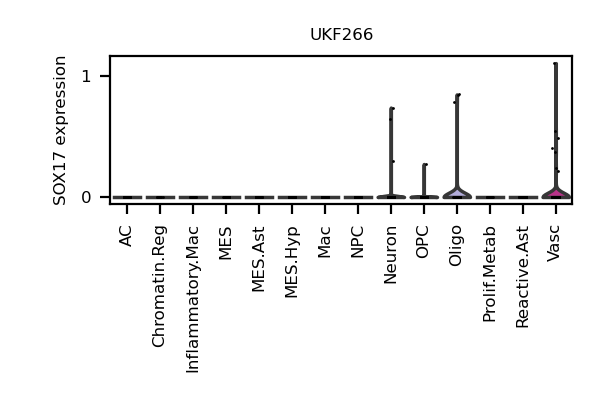 UKF266
SOX17 expression
1
0
AC
Chromatin.Reg
Inflammatory.Mac
MES
MES.Ast
MES.Hyp
Mac
NPC
Neuron
OPC
Oligo
Prolif.Metab
Reactive.Ast
Vasc